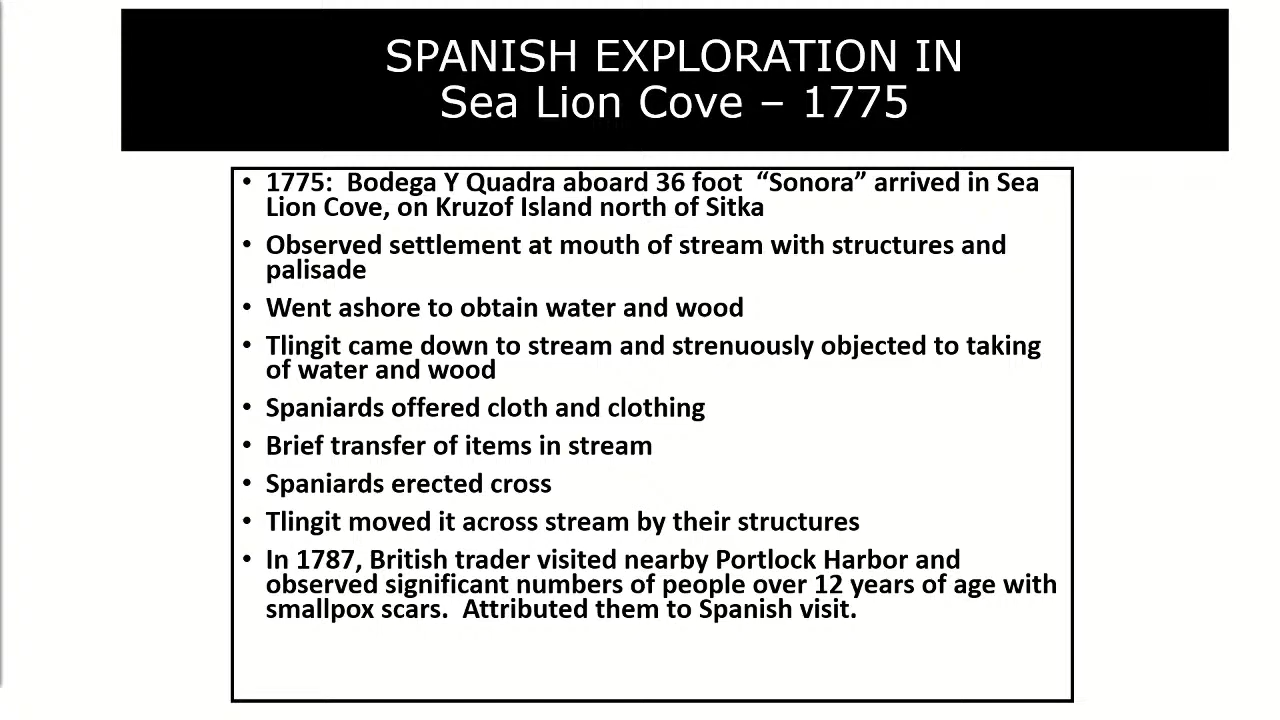 SPANISH EXPLORATION IN
Sea Lion Cove – 1775
• 1775:  Bodega Y Quadra aboard 36 foot  “Sonora” arrived in Sea
Lion Cove, on Kruzof Island north of Sitka
• Observed settlement at mouth of stream with structures and
palisade
• Went ashore to obtain water and wood
• Tlingit came down to stream and strenuously objected to taking
of water and wood
• Spaniards offered cloth and clothing
• Brief transfer of items in stream
• Spaniards erected cross
• Tlingit moved it across stream by their structures
• In 1787, British trader visited nearby Portlock Harbor and
observed significant numbers of people over 12 years of age with
smallpox scars.  Attributed them to Spanish visit.